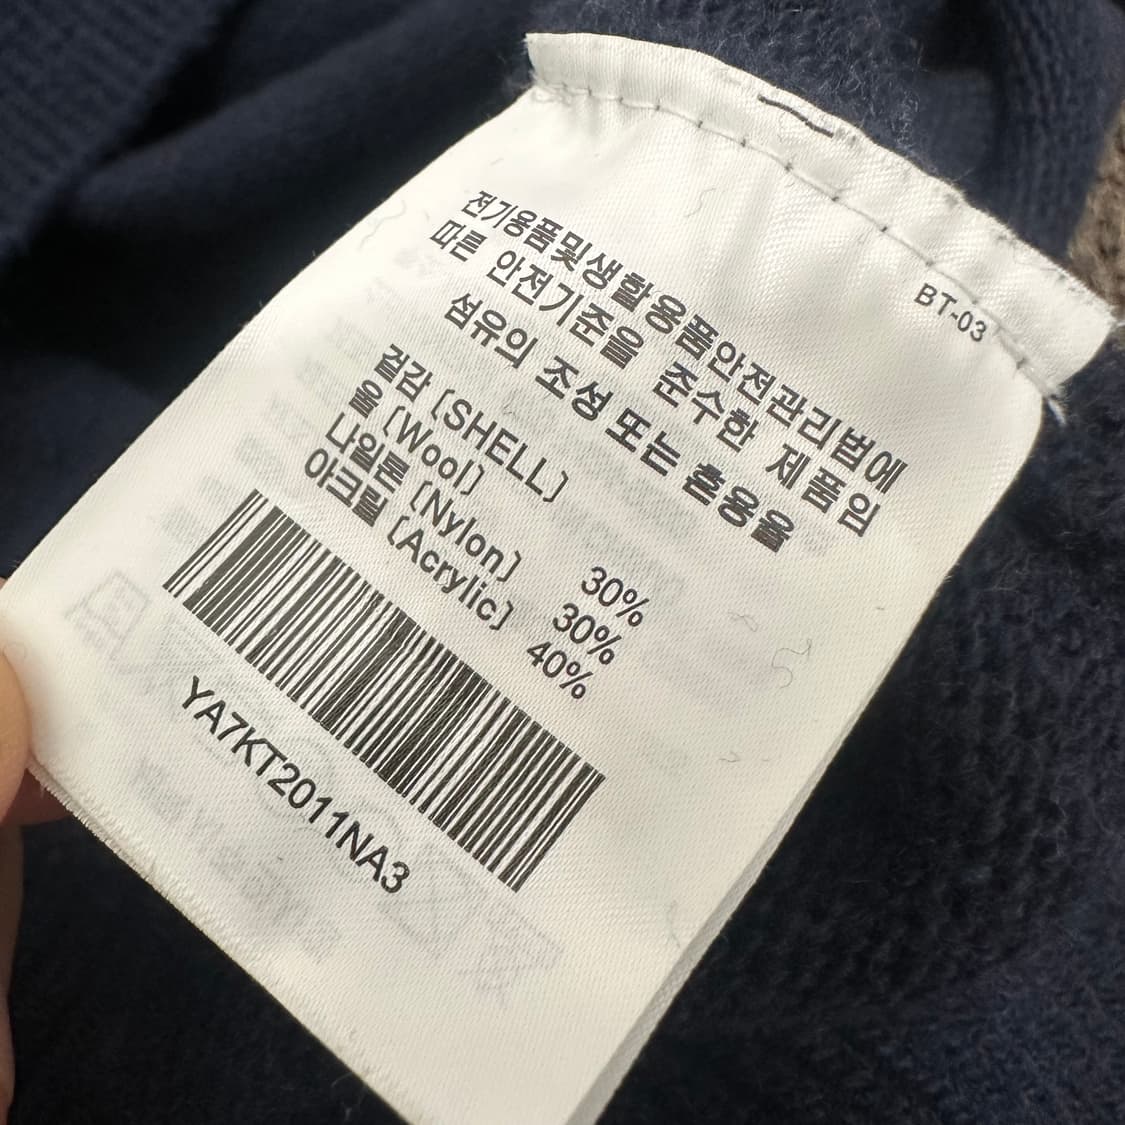 BT-03
전기용품및생활용품안전관리법에
따른 안전기준을 준수한 제품임
섬유의 조성 또는 혼용율
겉감 [SHELL]
울 [Wool] 30%
나일론 [Nylon] 30%
아크릴 [Acrylic] 40%
YA7KT2011NA3